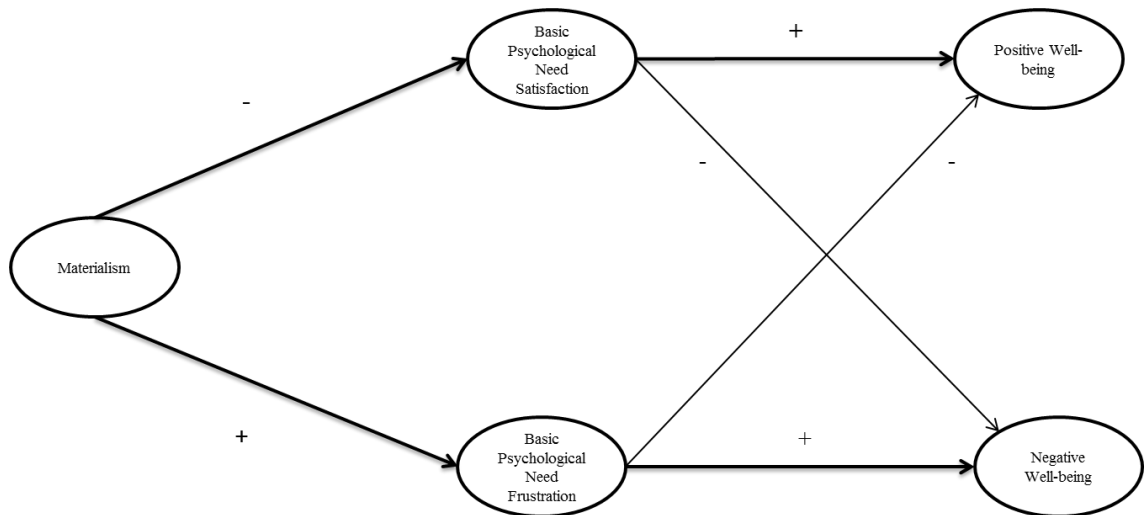 Basic
Psychological
Need
Satisfaction
+
Positive Well-
being
-
-
-
Materialism
+
Basic
Psychological
Need
Frustration
+
Negative
Well-being